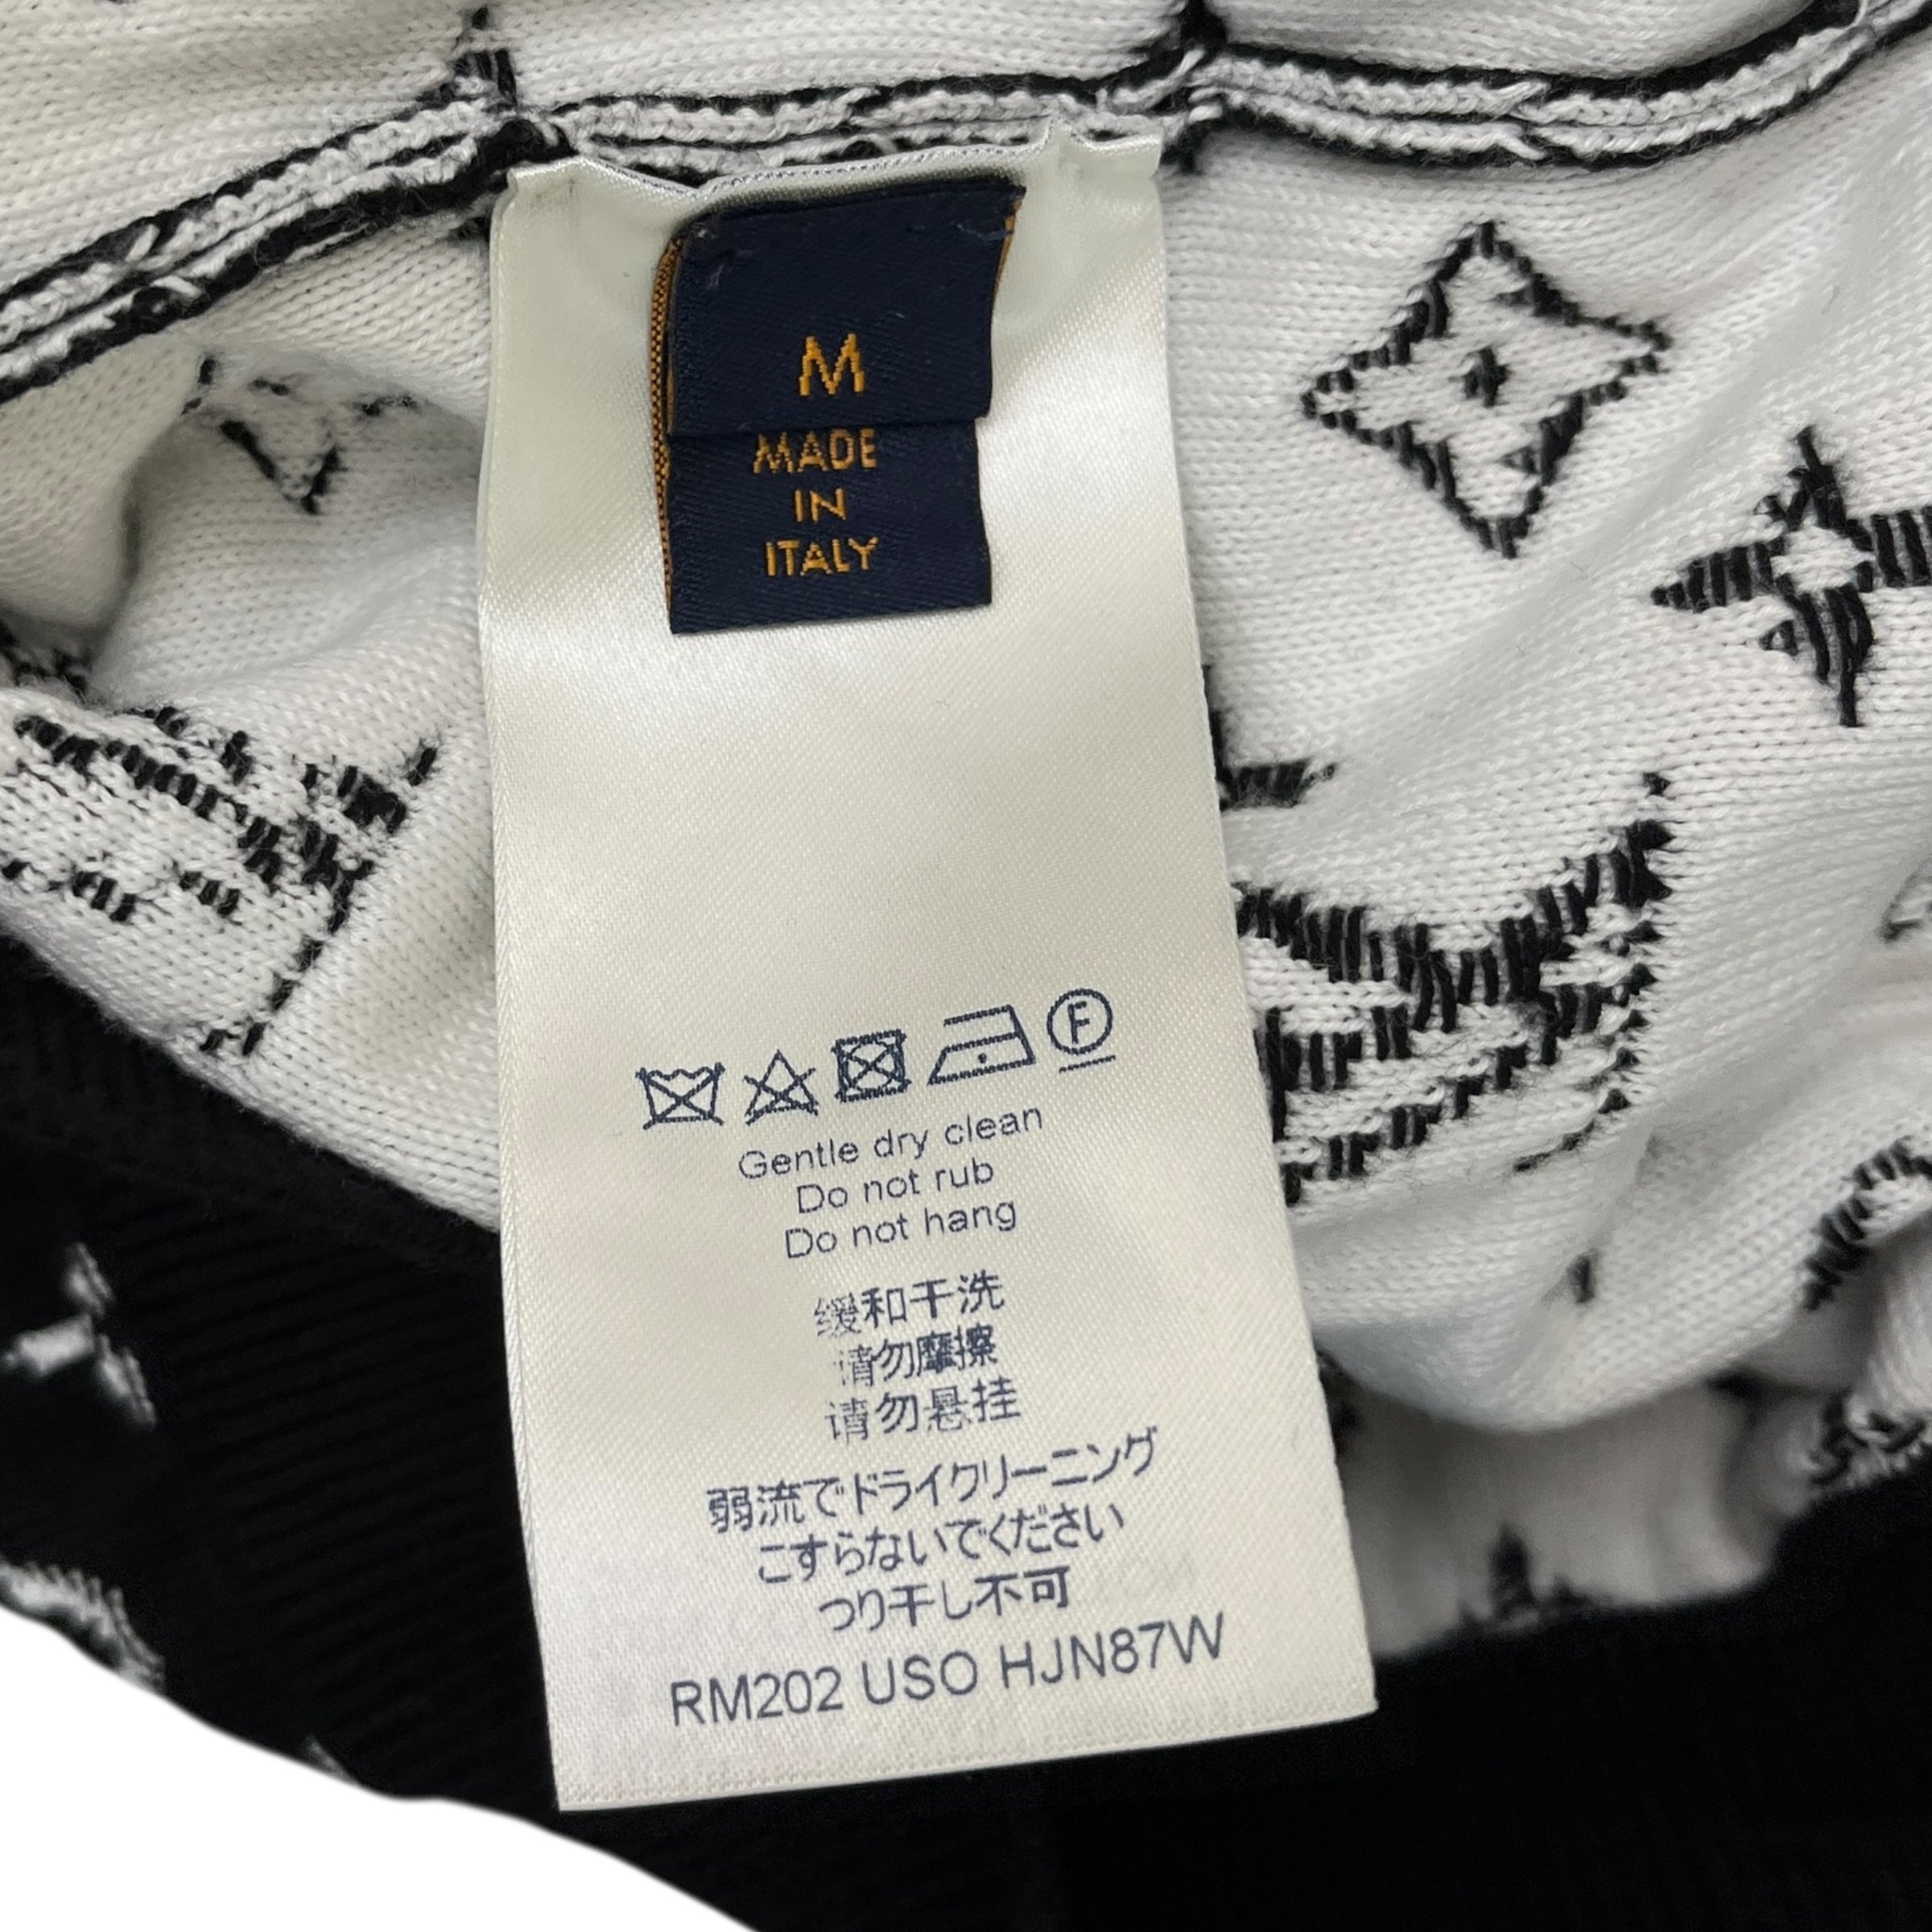 M
MADE
IN
ITALY
F
Gentle dry clean
Do not rub
Do not hang
缓和干洗
请勿摩擦
请勿悬挂
弱流でドライクリーニング
こすらないでください
つり干し不可
RM202 USO HJN87W